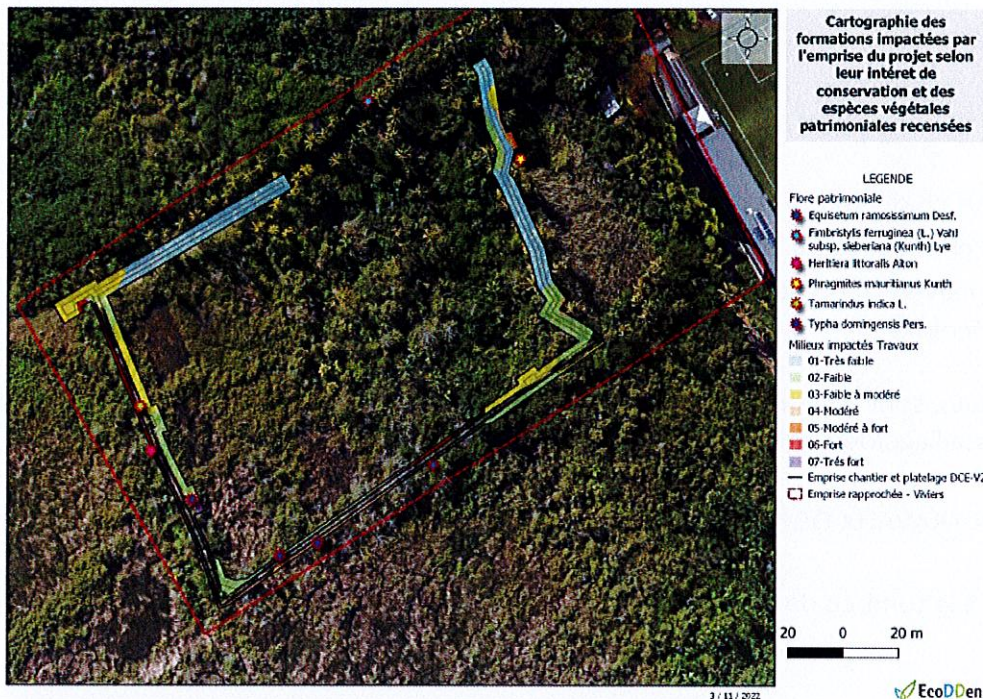 Cartographie des
formations impactées par
l'emprise du projet selon
leur intéret de
conservation et des
espèces végétales
patrimoniales recensées
LEGENDE
Flore patrimoniale
Equisetum ramosissimum Desf.
Fimbristylis ferruginea (L.) Vahl
subsp. sieberiana (Kunth) Lye
Heritiera littoralis Aiton
Phragmites mauritianus Kunth
Tamarindus indica L.
Typha domingensis Pers.
Milieux impactés Travaux
01-Très faible
02-Faible
03-Faible à modéré
04-Modéré
05-Modéré à fort
06-Fort
07-Très fort
Emprise chantier et platelage DCE-V2
Emprise rapprochée - Viviers
20 0 20 m
3 / 11 / 2022
EcoDDen